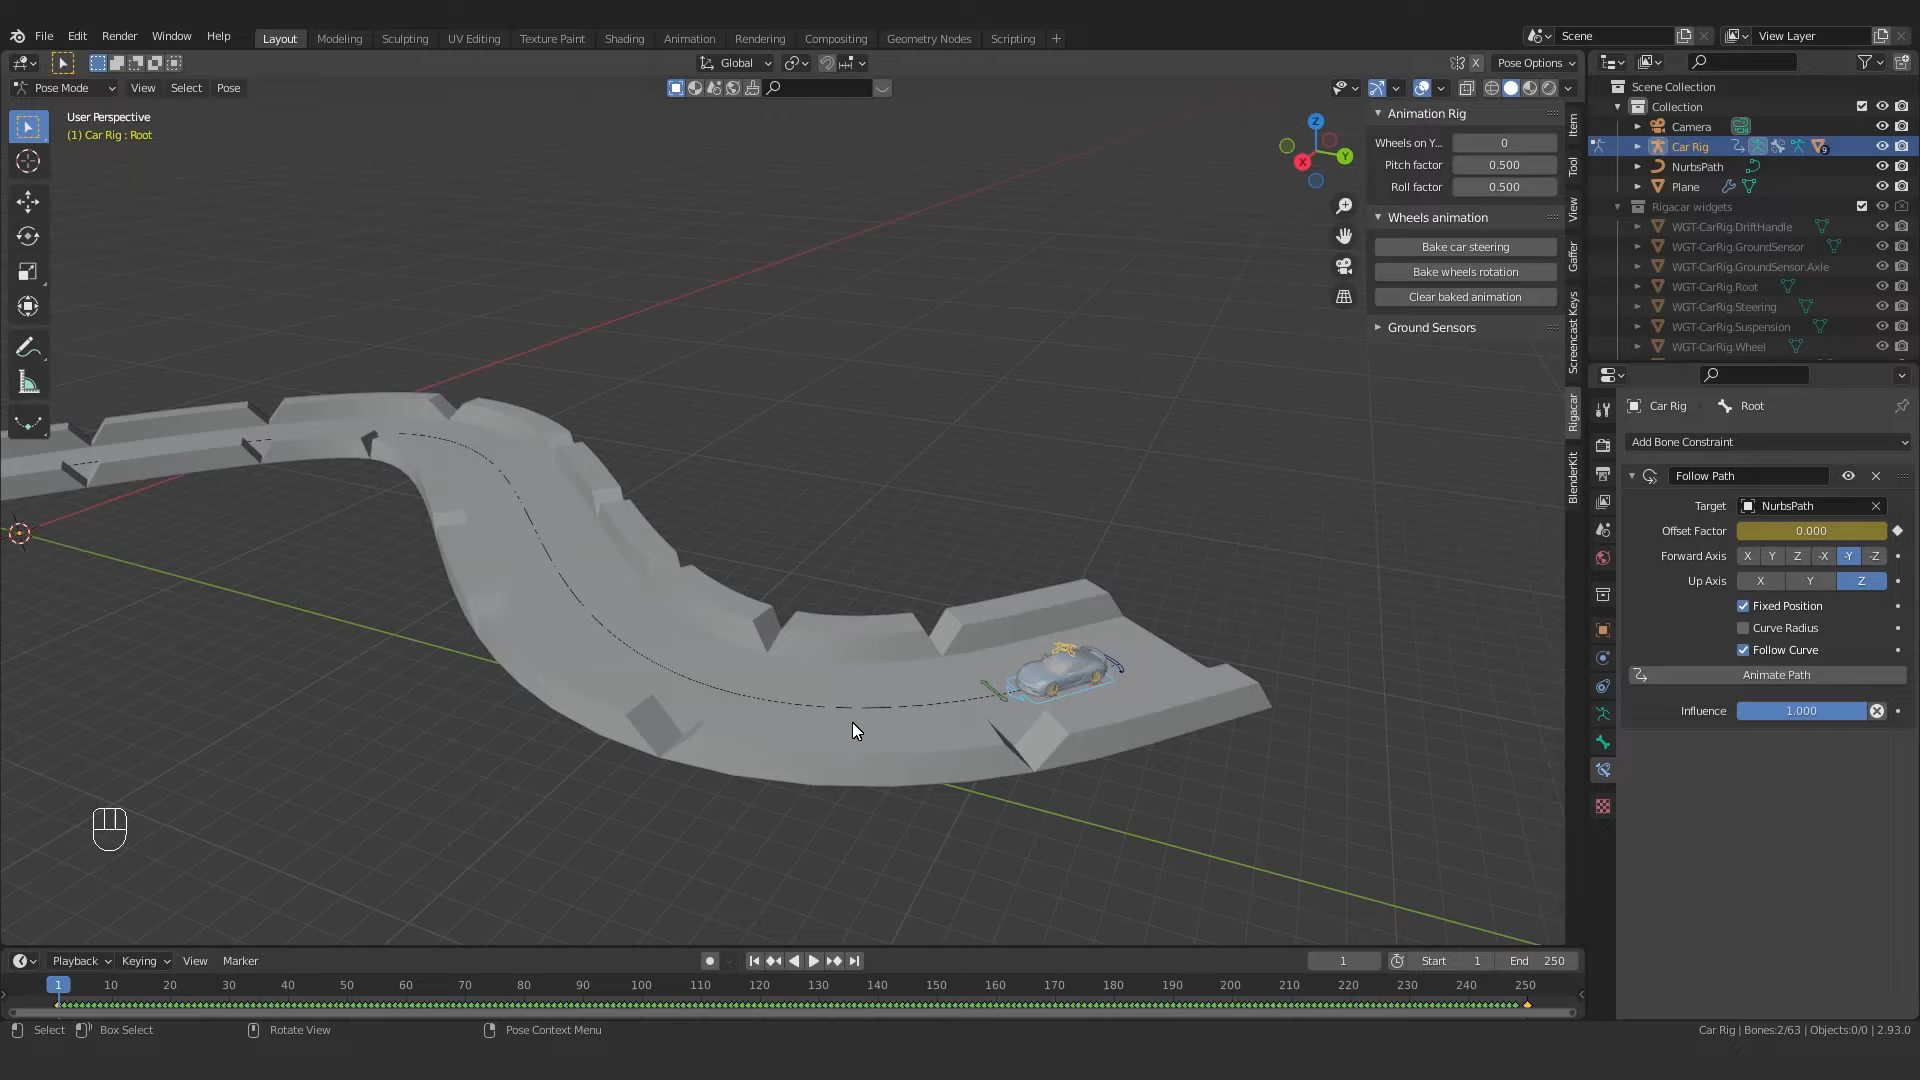 File Edit Render Window Help Layout Modeling Sculpting UV Editing Texture Paint Shading Animation Rendering Compositing Geometry Nodes Scripting + Scene View Layer
Global X Pose Options
Pose Mode View Select Pose
User Perspective
(1) Car Rig : Root
Z
Y
X
Animation Rig
Wheels on Y... 0
Pitch factor 0.500
Roll factor 0.500
Wheels animation
Bake car steering
Bake wheels rotation
Clear baked animation
Ground Sensors
Item
Tool
View
Gaffer
Screencast Keys
Rigacar
BlenderKit
Scene Collection
Collection
Camera
Car Rig 9
NurbsPath
Plane
Rigacar widgets
WGT-CarRig.DriftHandle
WGT-CarRig.GroundSensor
WGT-CarRig.GroundSensor.Axle
WGT-CarRig.Root
WGT-CarRig.Steering
WGT-CarRig.Suspension
WGT-CarRig.Wheel
Car Rig Root
Add Bone Constraint
Follow Path
Target NurbsPath
Offset Factor 0.000
Forward Axis X Y Z -X -Y -Z
Up Axis X Y Z
Fixed Position
Curve Radius
Follow Curve
Animate Path
Influence 1.000
Playback Keying View Marker 1 Start 1 End 250
1 10 20 30 40 50 60 70 80 90 100 110 120 130 140 150 160 170 180 190 200 210 220 230 240 250
Select Box Select Rotate View Pose Context Menu Car Rig | Bones:2/63 | Objects:0/0 | 2.93.0